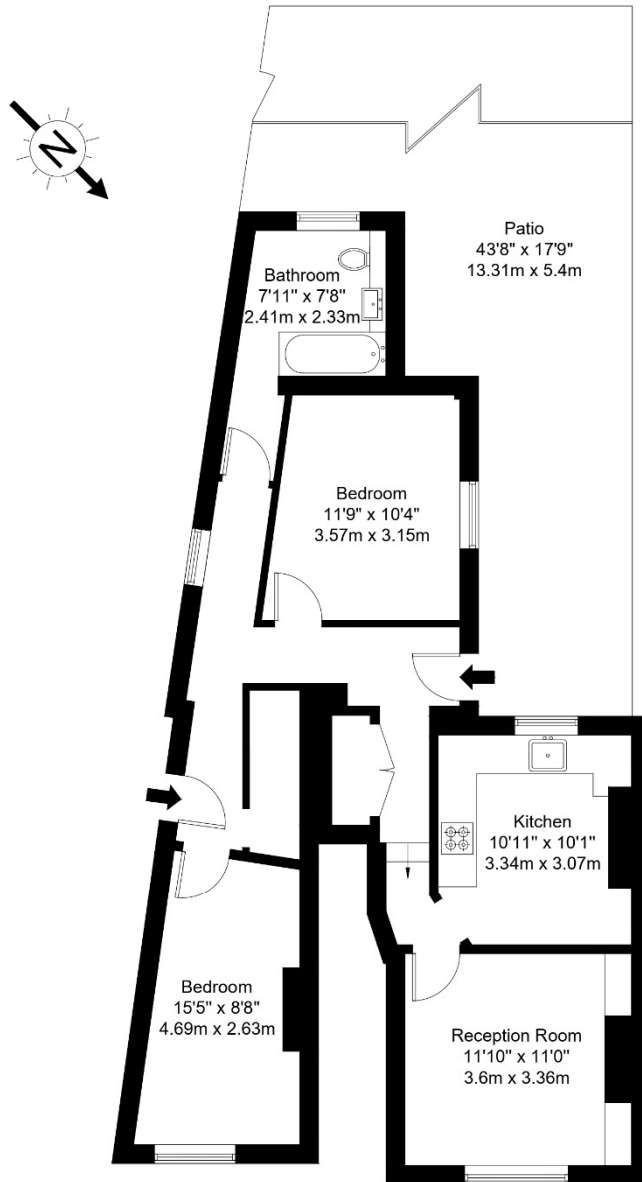 N
Patio
43'8" x 17'9"
13.31m x 5.4m
Bathroom
7'11" x 7'8"
2.41m x 2.33m
Bedroom
11'9" x 10'4"
3.57m x 3.15m
Kitchen
10'11" x 10'1"
3.34m x 3.07m
Bedroom
15'5" x 8'8"
4.69m x 2.63m
Reception Room
11'10" x 11'0"
3.6m x 3.36m